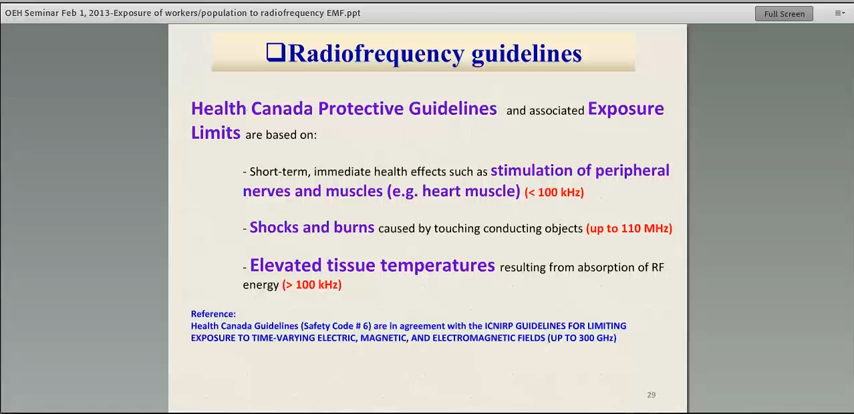 OEH Seminar Feb 1, 2013-Exposure of workers/population to radiofrequency EMF.ppt
Full Screen
❑Radiofrequency guidelines
Health Canada Protective Guidelines and associated Exposure
Limits are based on:
- Short-term, immediate health effects such as stimulation of peripheral
nerves and muscles (e.g. heart muscle) (< 100 kHz)
- Shocks and burns caused by touching conducting objects (up to 110 MHz)
- Elevated tissue temperatures resulting from absorption of RF
energy (> 100 kHz)
Reference:
Health Canada Guidelines (Safety Code # 6) are in agreement with the ICNIRP GUIDELINES FOR LIMITING
EXPOSURE TO TIME-VARYING ELECTRIC, MAGNETIC, AND ELECTROMAGNETIC FIELDS (UP TO 300 GHz)
29